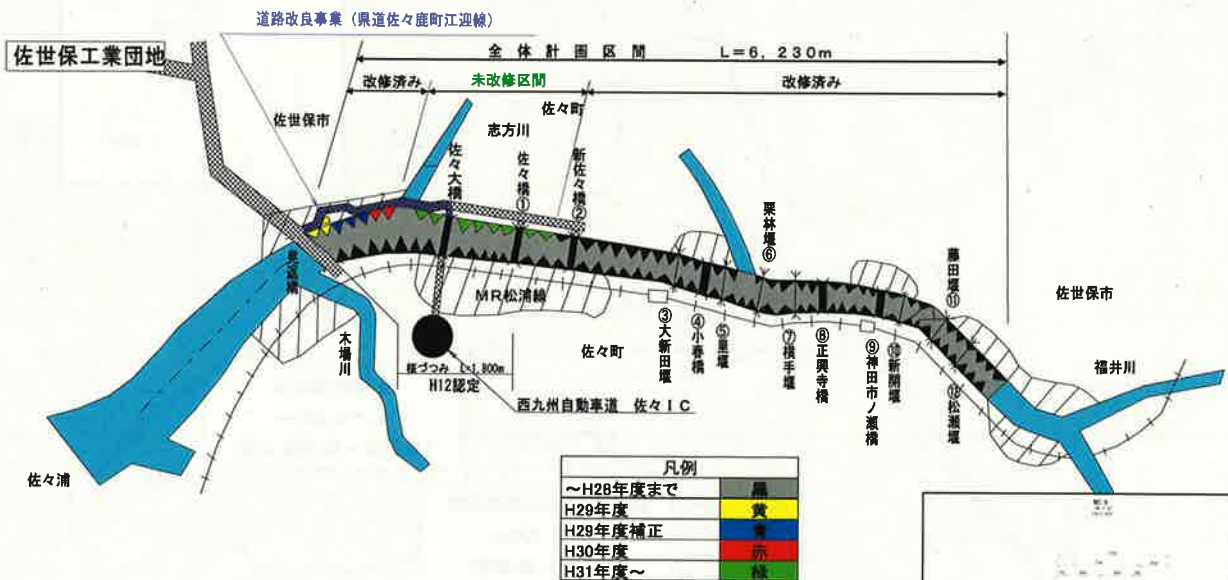 道路改良事業（県道佐々鹿町江迎線）
佐世保工業団地
全体計画区間　L=6，230m
改修済み
未改修区間
改修済み
佐世保市
佐々町
志方川
佐々大橋
佐々橋①
新佐々橋②
栗林堰⑥
藤田堰⑪
佐世保市
見返橋
MR松浦線
木場川
佐々町
③大新田堰
④小春橋
⑤里堰
⑦横手堰
⑧正興寺橋
⑨神田市ノ瀬橋
⑩新開堰
⑫松瀬堰
福井川
桜づつみ　L=1,800m
H12認定
西九州自動車道　佐々IC
佐々浦
凡例
～H28年度まで　黒
H29年度　黄
H29年度補正　青
H30年度　赤
H31年度～　緑